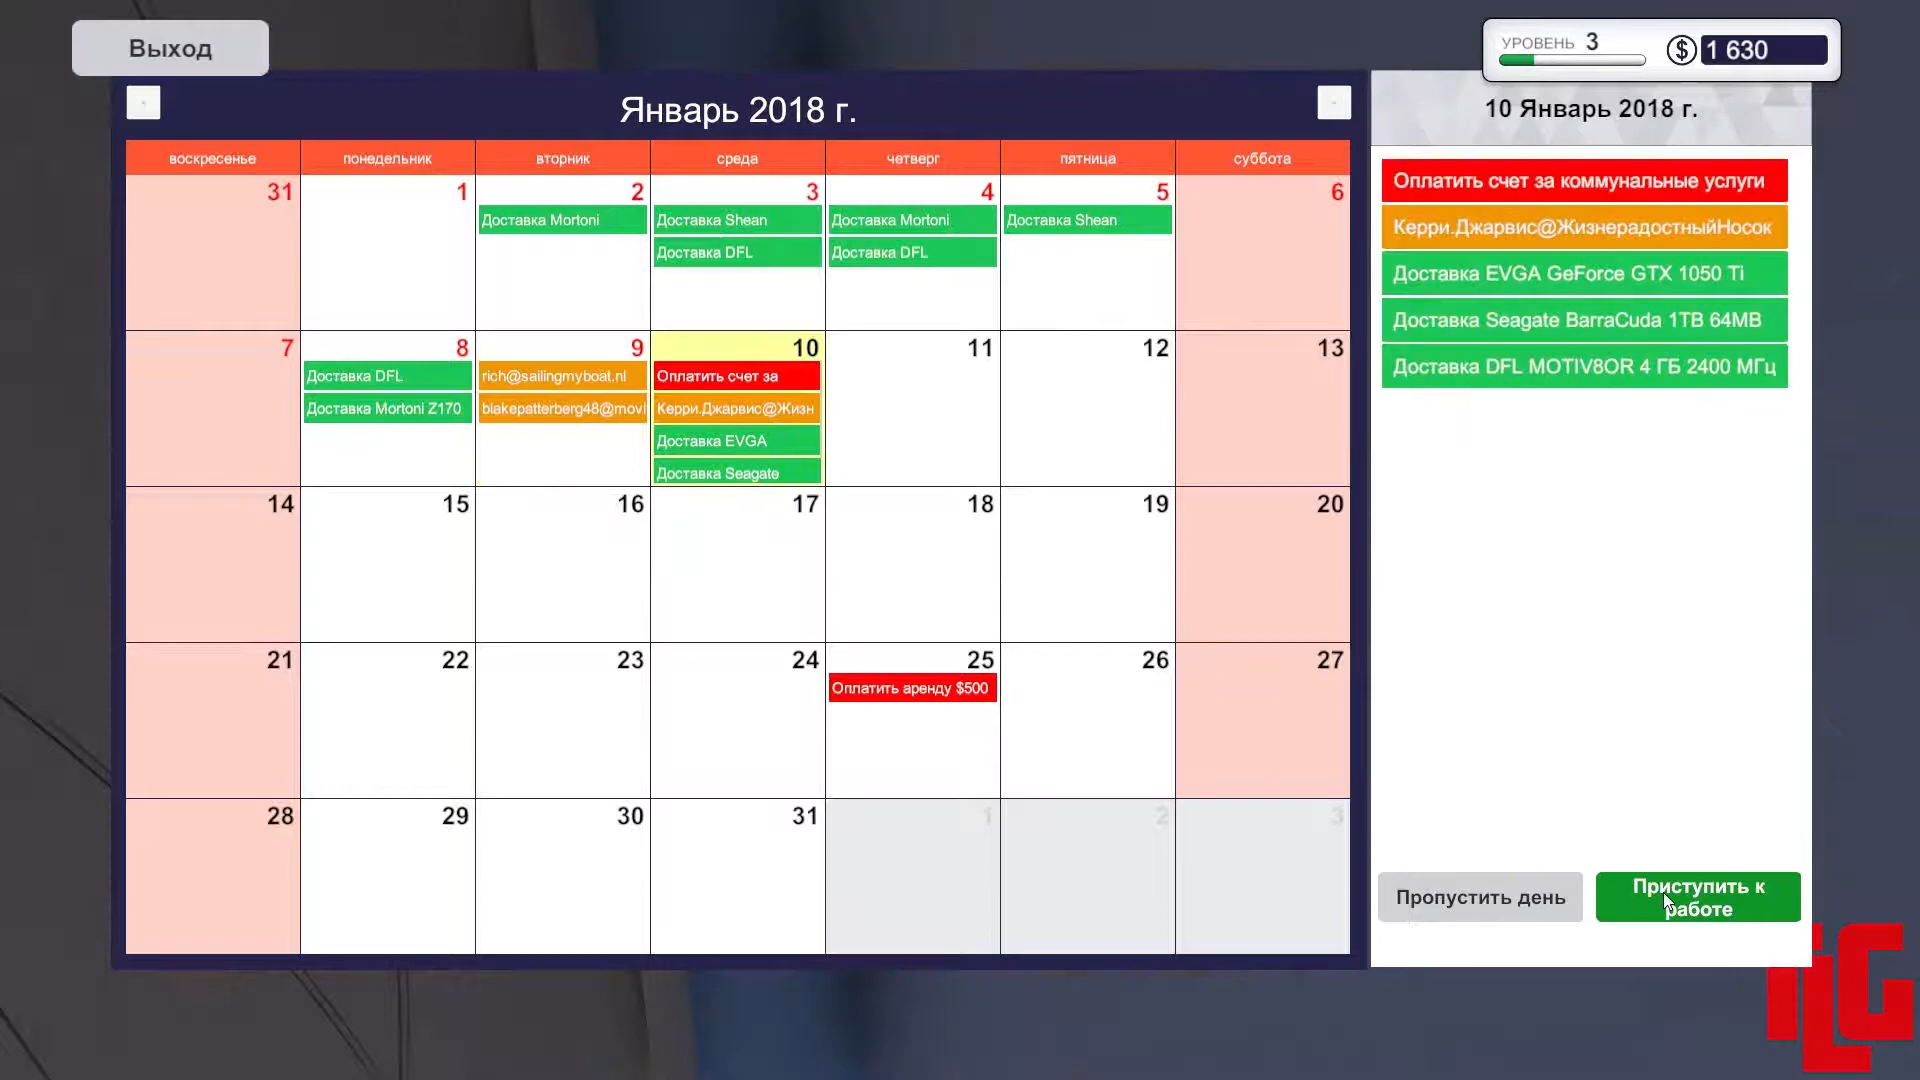 Выход
УРОВЕНЬ 3
$ 1 630
Январь 2018 г.
10 Январь 2018 г.
воскресенье понедельник вторник среда четверг пятница суббота
31 1 2 3 4 5 6
Доставка Mortoni Доставка Shean Доставка Mortoni Доставка Shean
Доставка DFL Доставка DFL
7 8 9 10 11 12 13
Доставка DFL rich@sailingmyboat.nl Оплатить счет за
Доставка Mortoni Z170 blakepatterberg48@movi Керри.Джарвис@Жизн
Доставка EVGA
Доставка Seagate
14 15 16 17 18 19 20
21 22 23 24 25 26 27
Оплатить аренду $500
28 29 30 31 1 2 3
Оплатить счет за коммунальные услуги
Керри.Джарвис@ЖизнерадостныйНосок
Доставка EVGA GeForce GTX 1050 Ti
Доставка Seagate BarraCuda 1TB 64MB
Доставка DFL MOTIV8OR 4 ГБ 2400 МГц
Пропустить день
Приступить к
работе
ILG